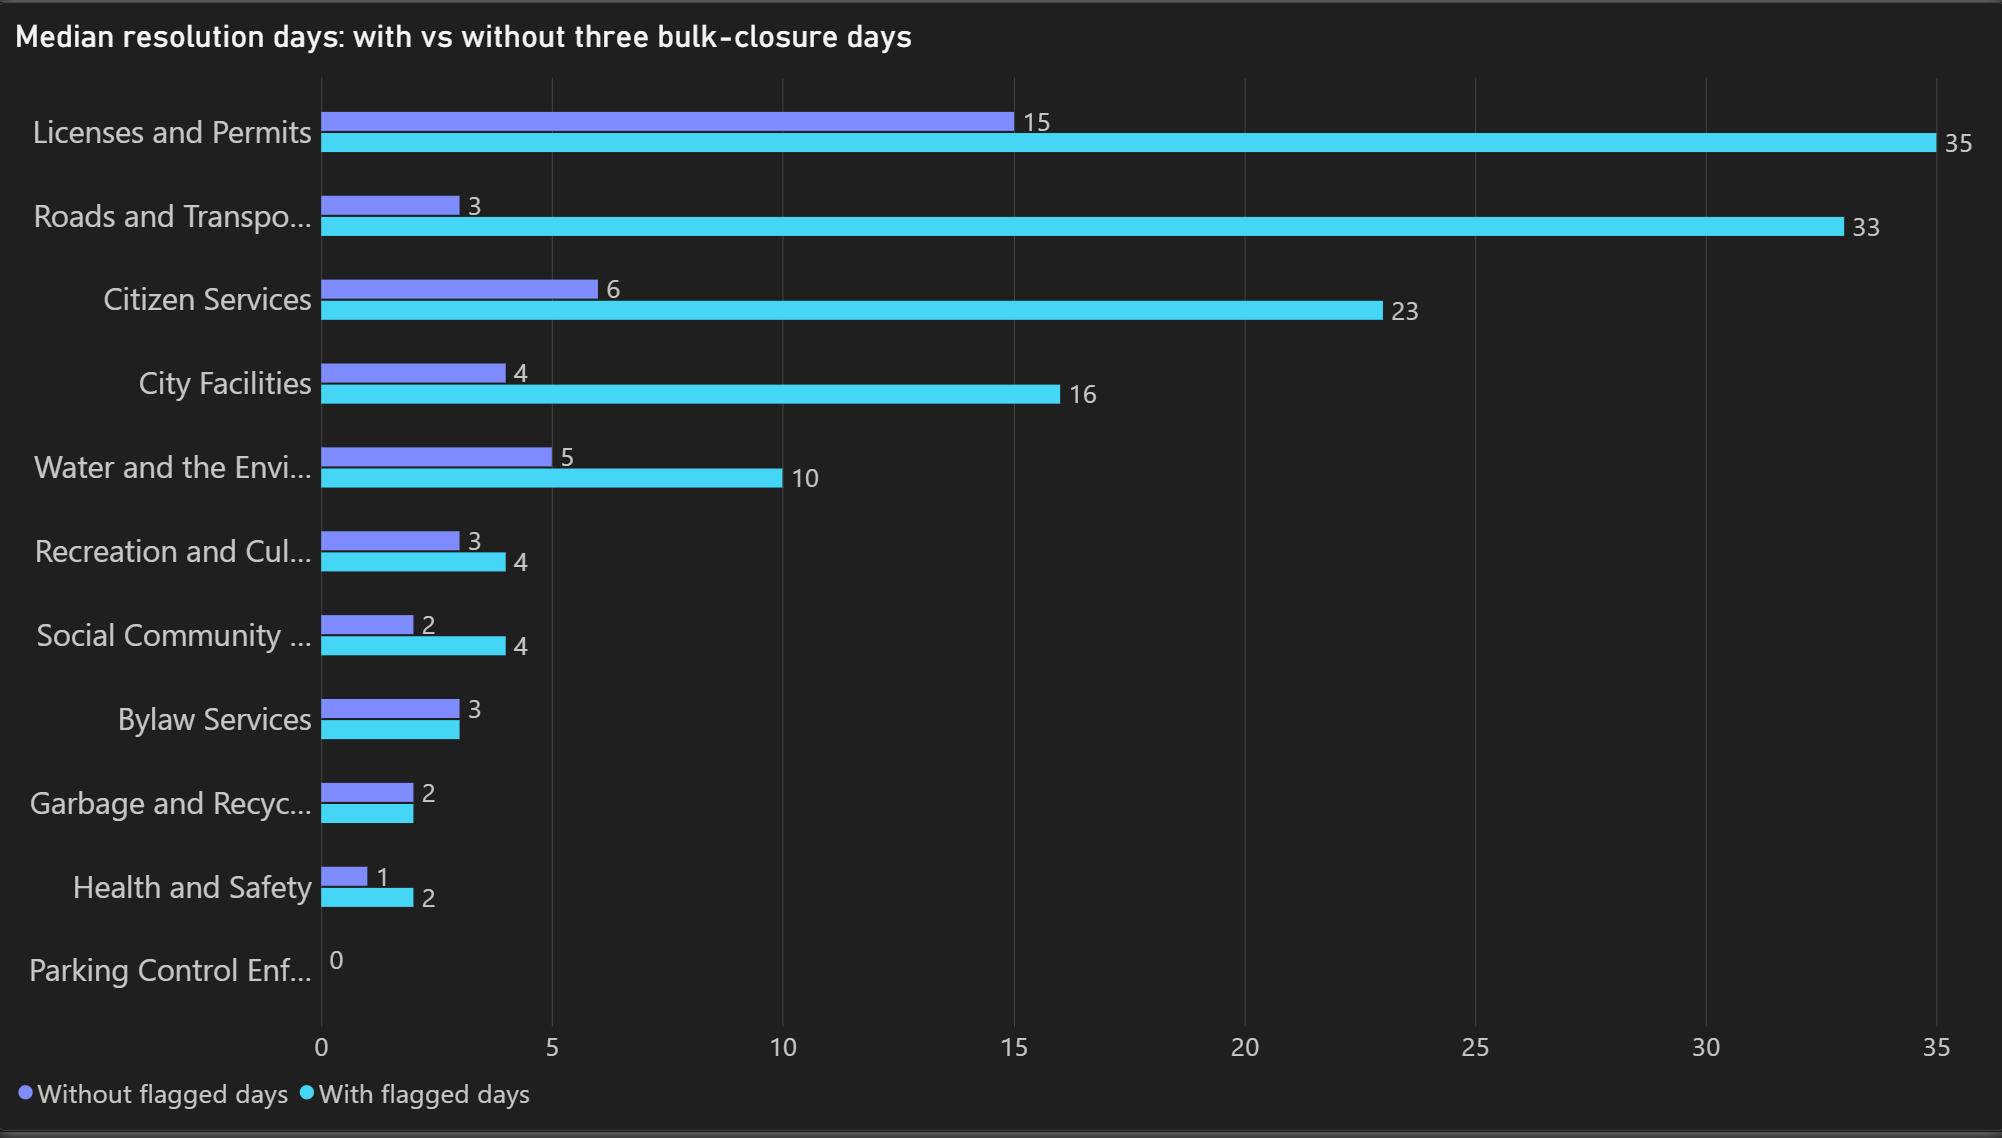 Median resolution days: with vs without three bulk-closure days
Licenses and Permits
15
35
Roads and Transpo...
3
33
Citizen Services
6
23
City Facilities
4
16
Water and the Envi...
5
10
Recreation and Cul...
3
4
Social Community ...
2
4
Bylaw Services
3
Garbage and Recyc...
2
Health and Safety
1
2
Parking Control Enf...
0
0 5 10 15 20 25 30 35
Without flagged days With flagged days